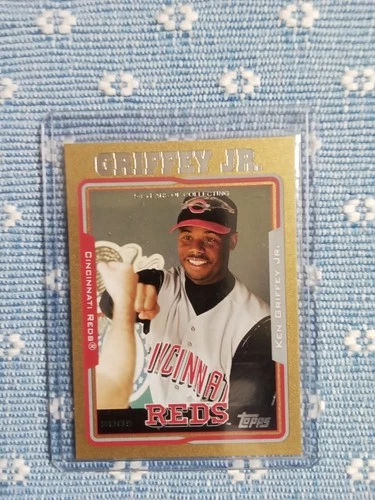 GRIFFEY JR.
CINCINNATI REDS®
KEN GRIFFEY JR.
CINCINNATI
REDS
Topps